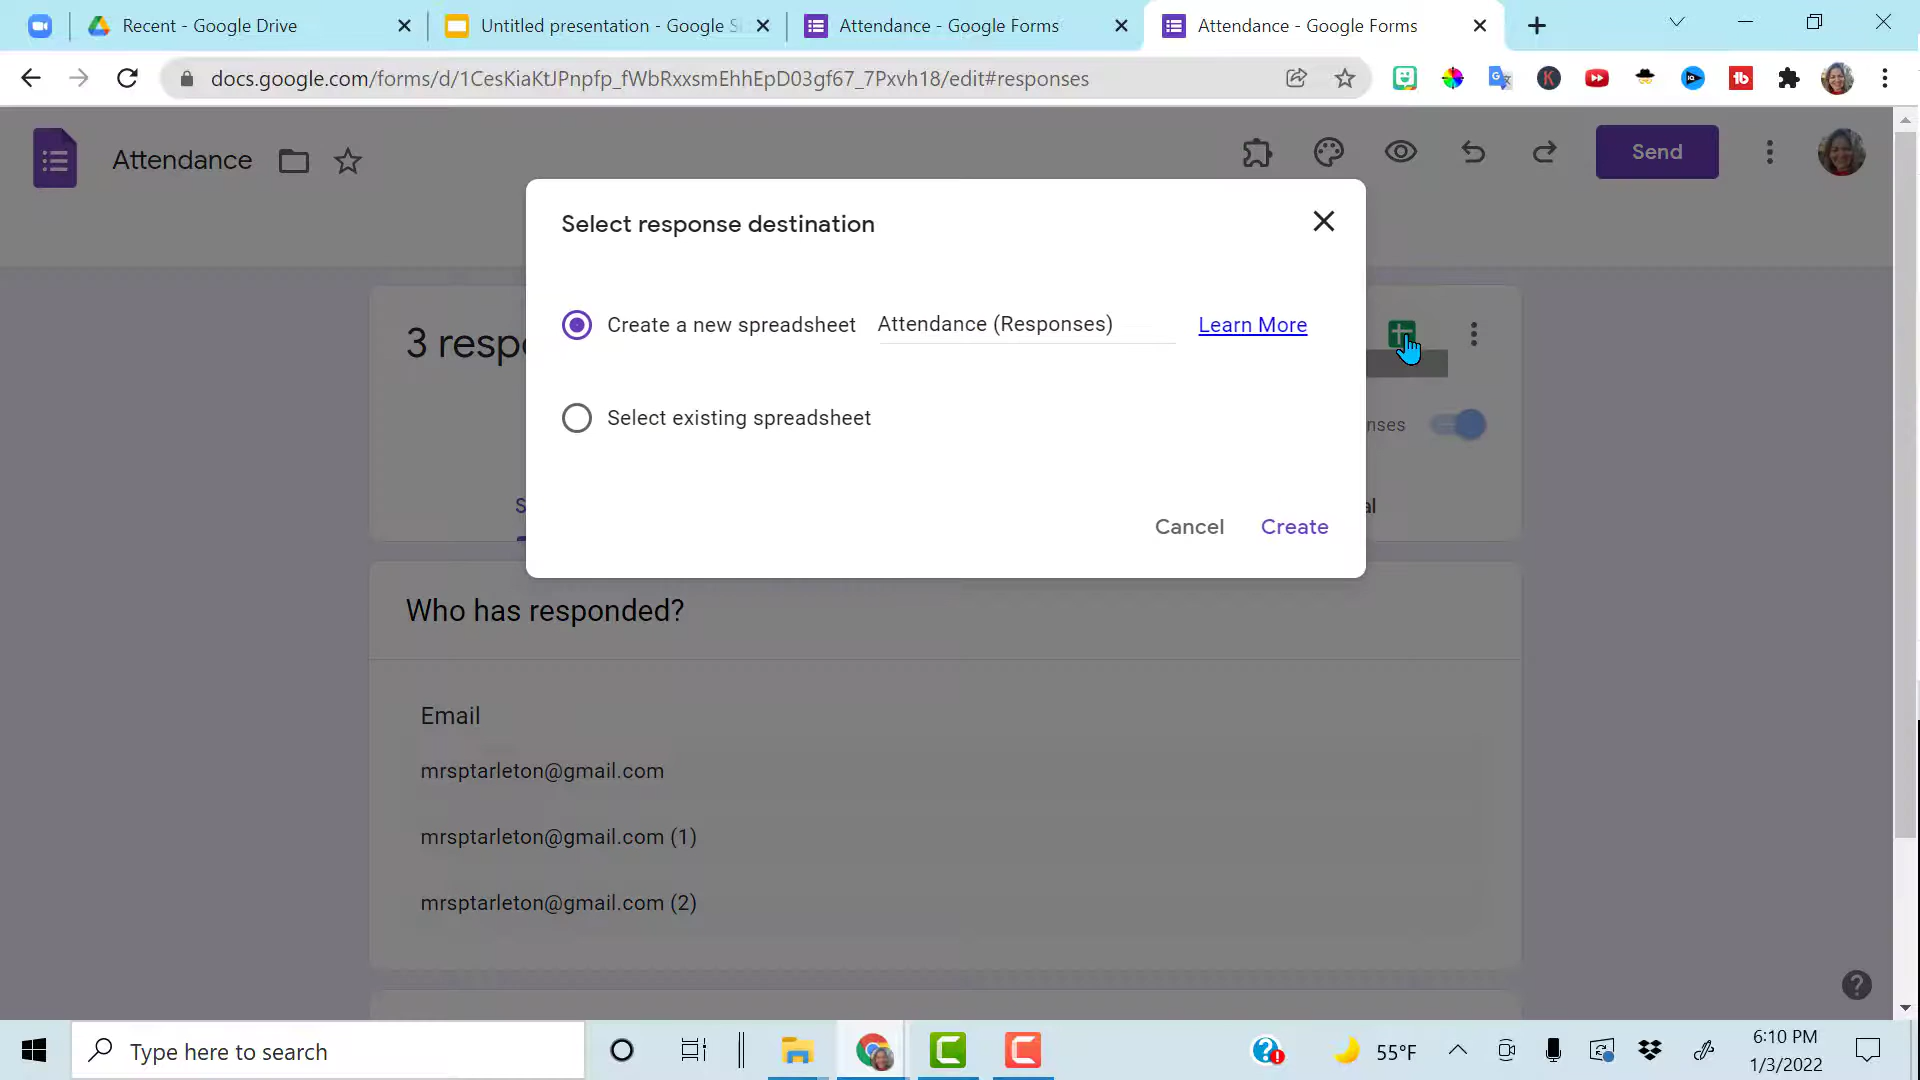 Recent - Google Drive
Untitled presentation - Google S
Attendance - Google Forms
Attendance - Google Forms
docs.google.com/forms/d/1CesKiaKtJPnpfp_fWbRxxsmEhhEpD03gf67_7Pxvh18/edit#responses
Attendance
Send
Select response destination
Create a new spreadsheet
Attendance (Responses)
Learn More
Select existing spreadsheet
Cancel
Create
3 respo
nses
S
al
Who has responded?
Email
mrsptarleton@gmail.com
mrsptarleton@gmail.com (1)
mrsptarleton@gmail.com (2)
Type here to search
55°F
6:10 PM
1/3/2022